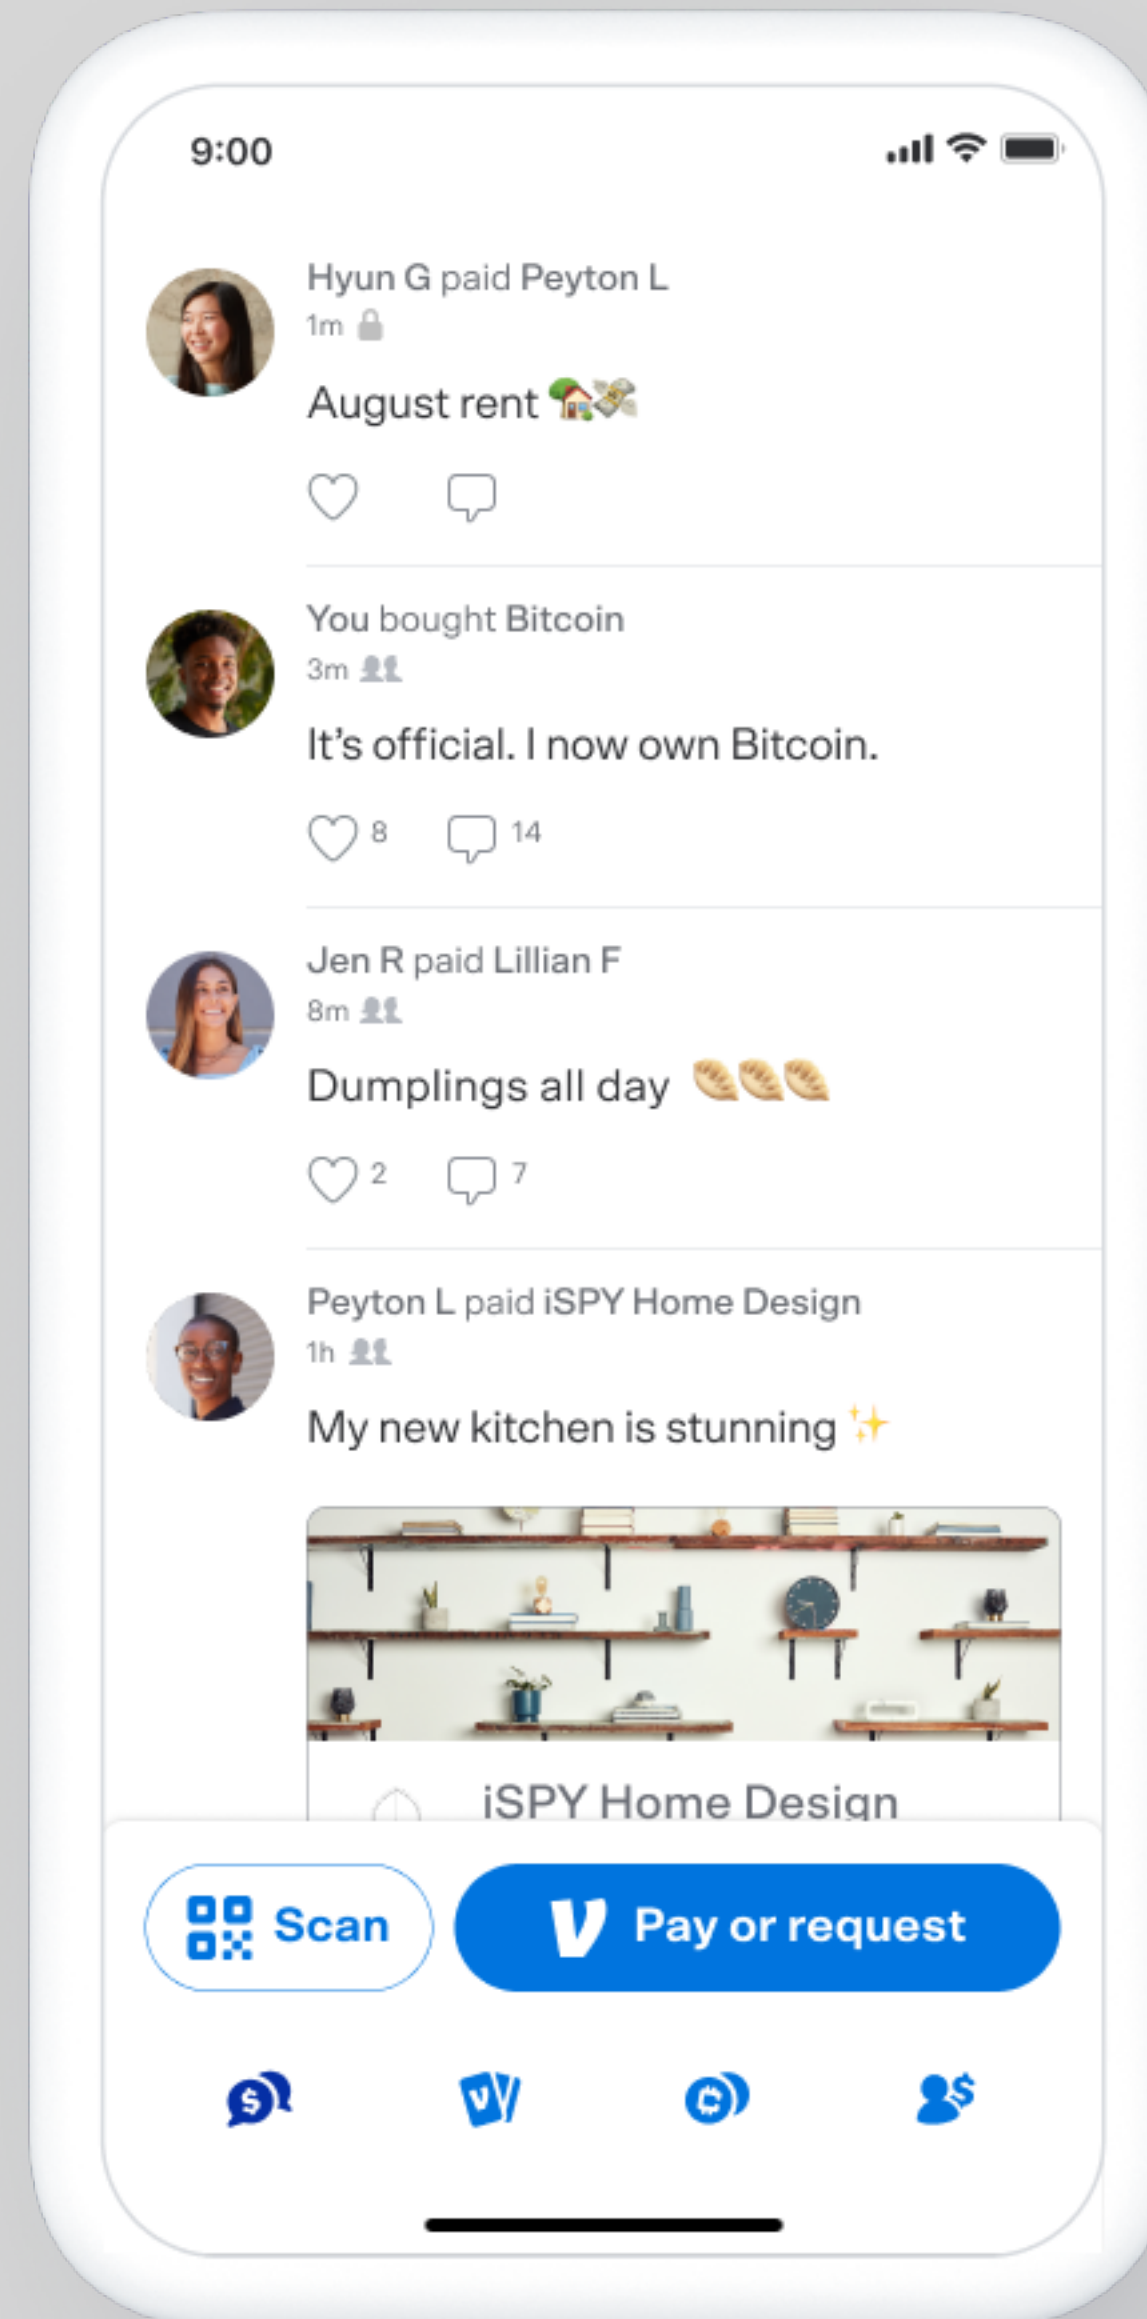 9:00
Hyun G paid Peyton L
1m
August rent 🏡💸
You bought Bitcoin
3m
It’s official. I now own Bitcoin.
8 14
Jen R paid Lillian F
8m
Dumplings all day 🥟🥟🥟
2 7
Peyton L paid iSPY Home Design
1h
My new kitchen is stunning ✨
iSPY Home Design
Scan V Pay or request